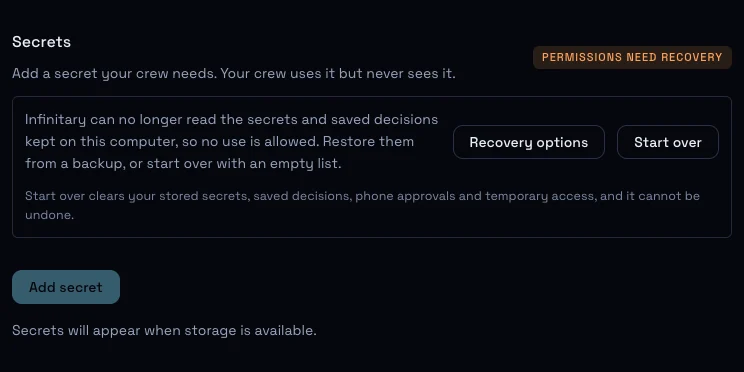 Secrets
PERMISSIONS NEED RECOVERY
Add a secret your crew needs. Your crew uses it but never sees it.
Infinitary can no longer read the secrets and saved decisions
kept on this computer, so no use is allowed. Restore them
from a backup, or start over with an empty list.
Recovery options
Start over
Start over clears your stored secrets, saved decisions, phone approvals and temporary access, and it cannot be
undone.
Add secret
Secrets will appear when storage is available.